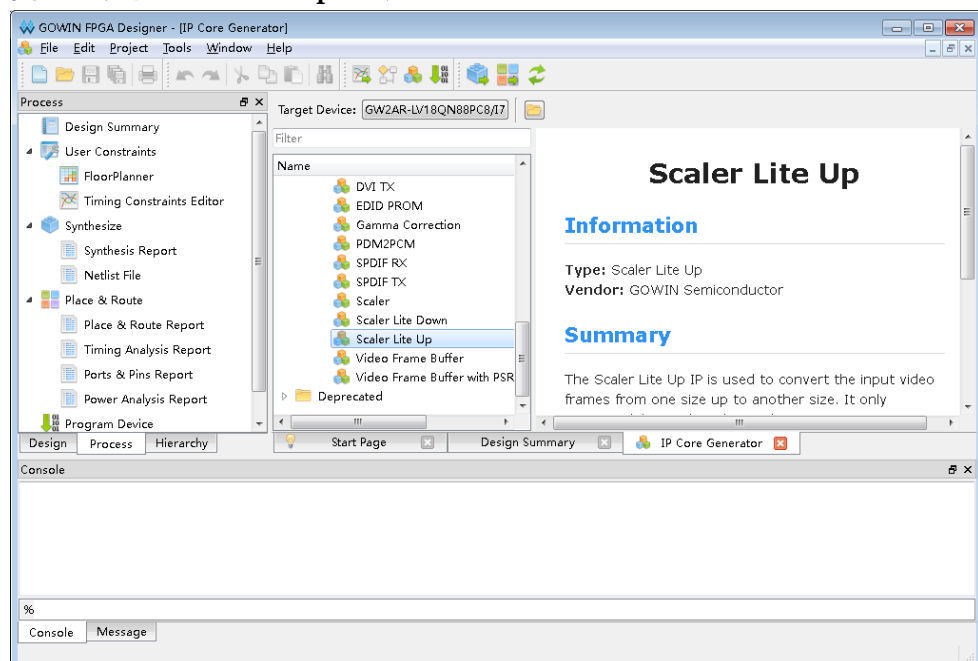 GOWIN FPGA Designer - [IP Core Generator]
File Edit Project Tools Window Help
Process
Target Device: GW2AR-LV18QN88PC8/I7
Design Summary
User Constraints
FloorPlanner
Timing Constraints Editor
Synthesize
Synthesis Report
Netlist File
Place & Route
Place & Route Report
Timing Analysis Report
Ports & Pins Report
Power Analysis Report
Program Device
Design Process Hierarchy
Filter
Name
DVI TX
EDID PROM
Gamma Correction
PDM2PCM
SPDIF RX
SPDIF TX
Scaler
Scaler Lite Down
Scaler Lite Up
Video Frame Buffer
Video Frame Buffer with PSR
Deprecated
Scaler Lite Up
Information
Type: Scaler Lite Up
Vendor: GOWIN Semiconductor
Summary
The Scaler Lite Up IP is used to convert the input video
frames from one size up to another size. It only
Start Page Design Summary IP Core Generator
Console
%
Console Message